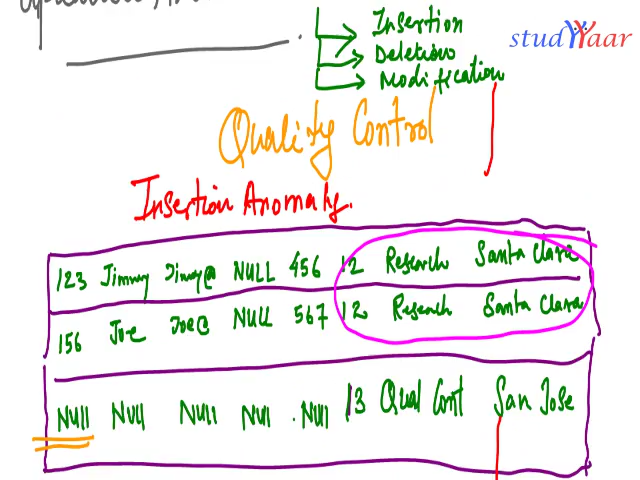 Insertion
studYYaar
Deletion
Modification
Quality Control
Insertion Anomaly.
123 Jimmy Jimmy@ NULL 456 12 Research Santa Clara
156 Joe Joe@ NULL 567 12 Research Santa Clara
Null Null Null Null Null 13 Qual Cont San Jose